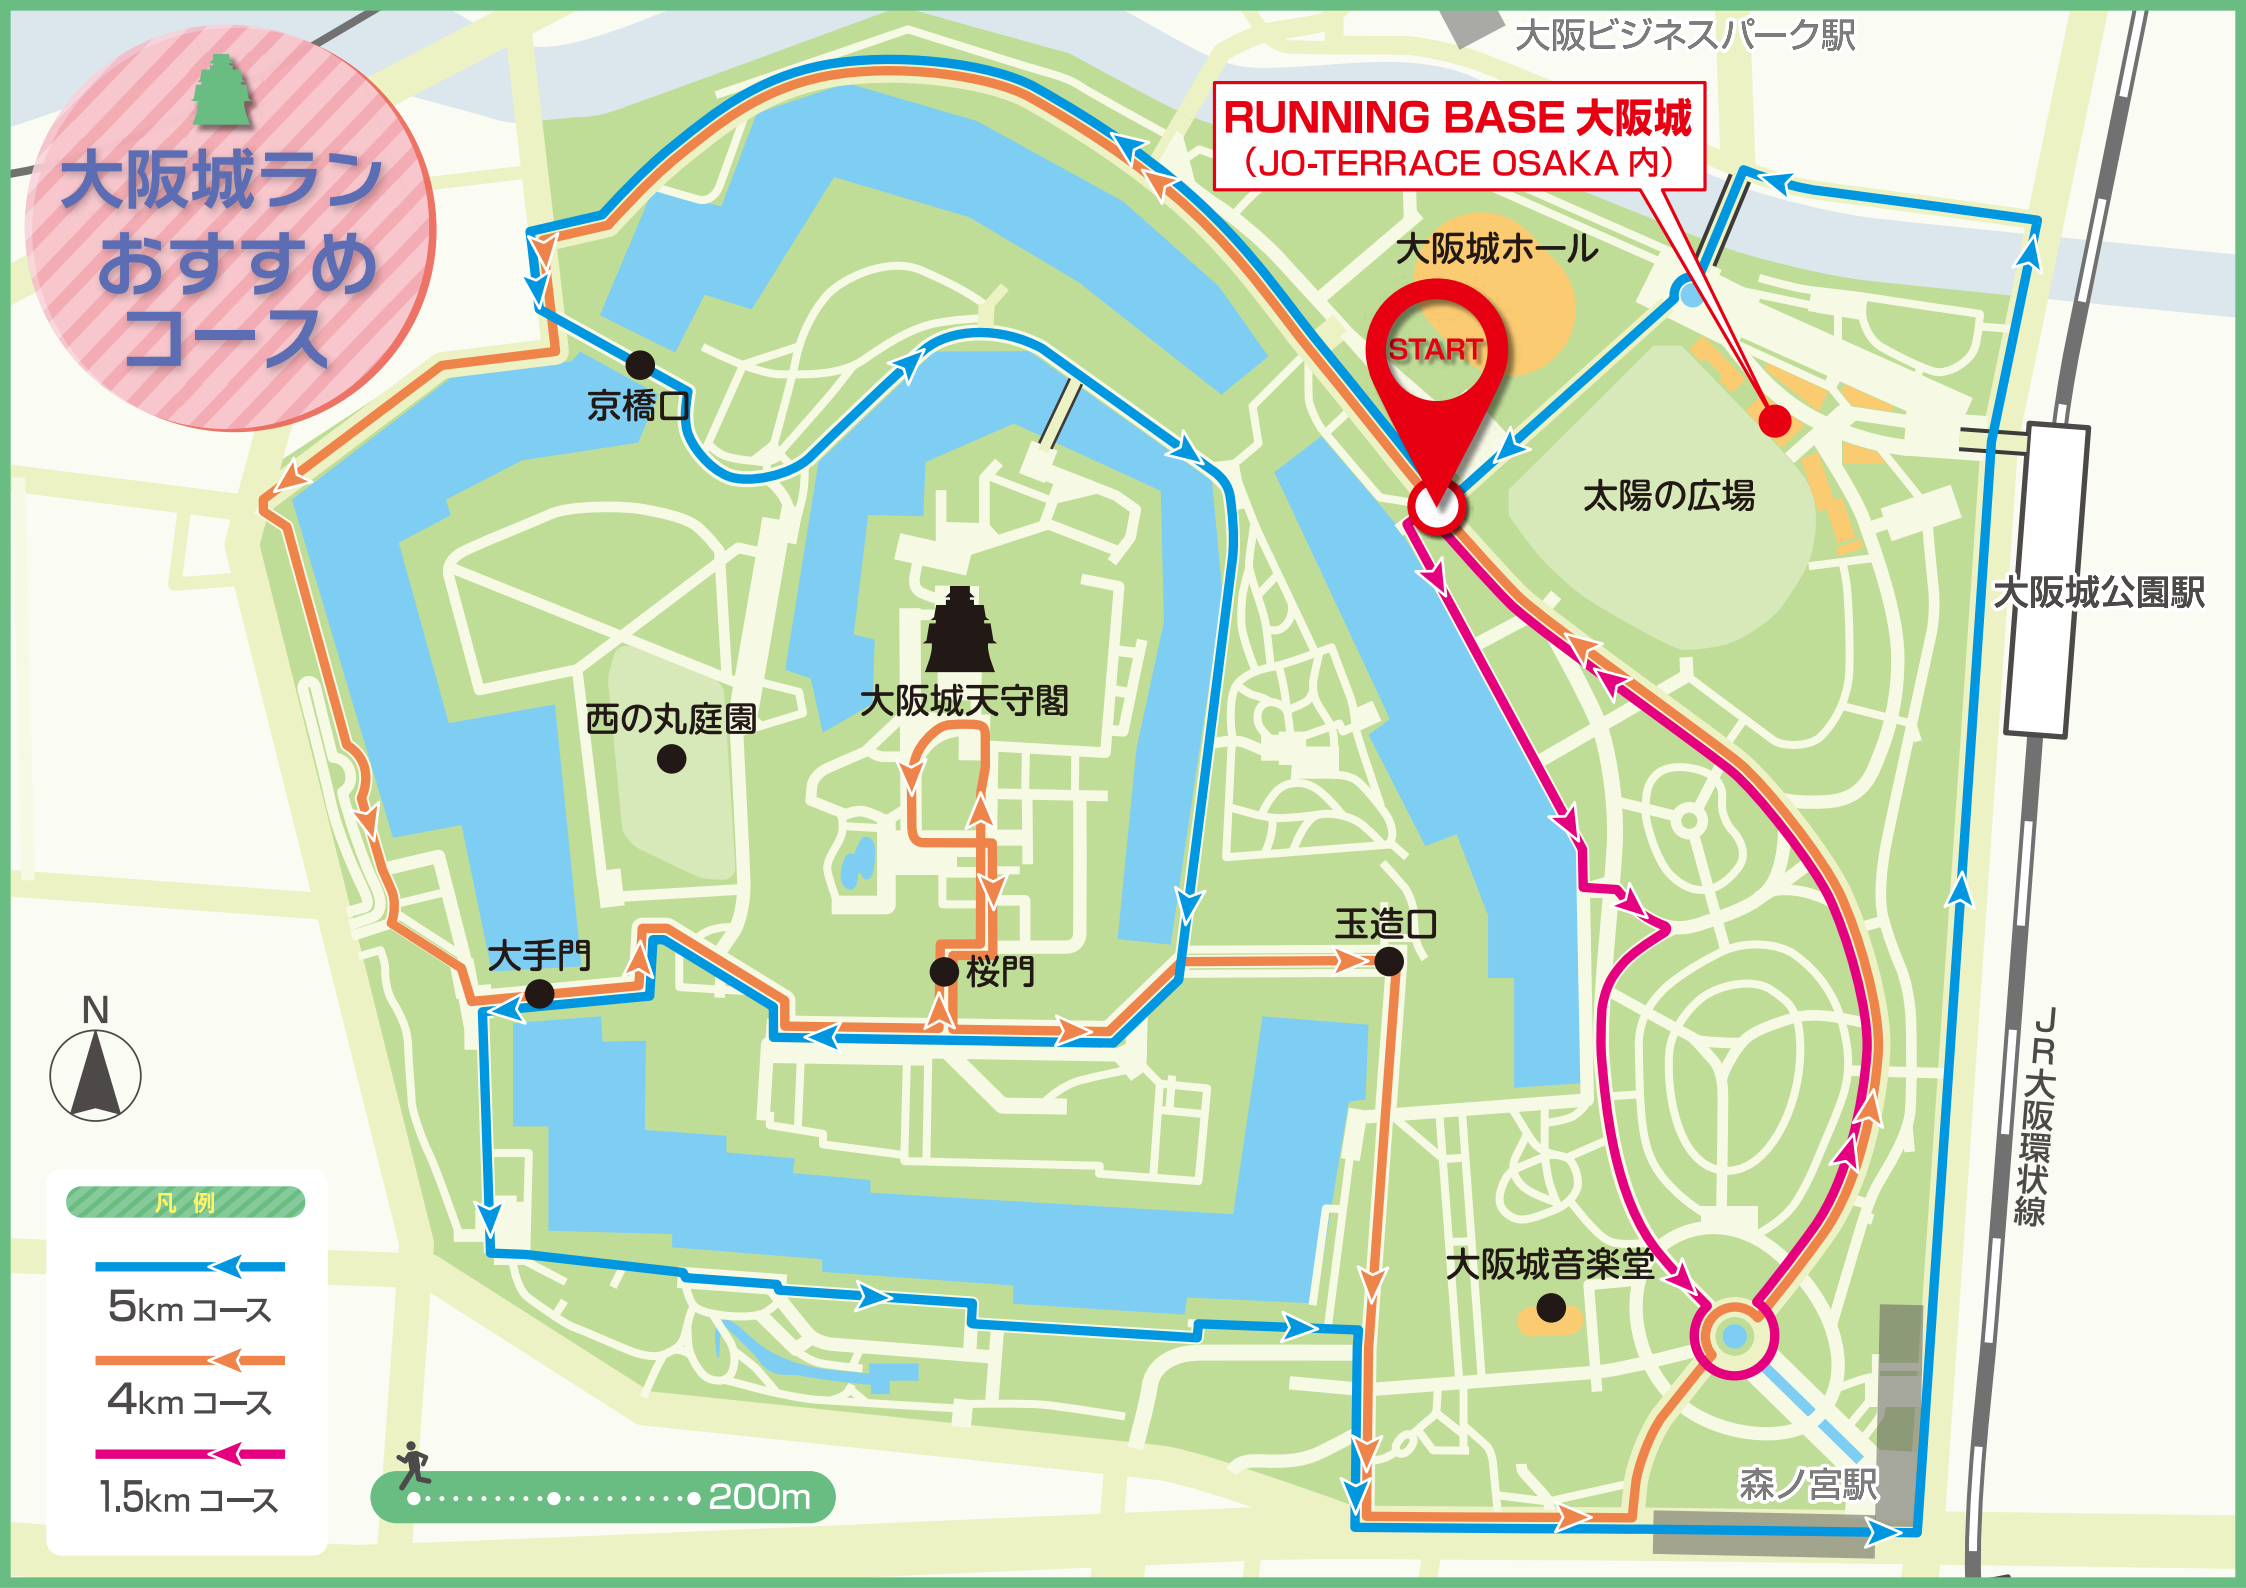 大阪城ラン
おすすめ
コース
大阪ビジネスパーク駅
RUNNING BASE 大阪城
（JO-TERRACE OSAKA 内）
大阪城ホール
START
京橋口
太陽の広場
大阪城公園駅
西の丸庭園
大阪城天守閣
玉造口
大手門
桜門
N
JR大阪環状線
凡 例
5km コース
4km コース
1.5km コース
大阪城音楽堂
森ノ宮駅
200m